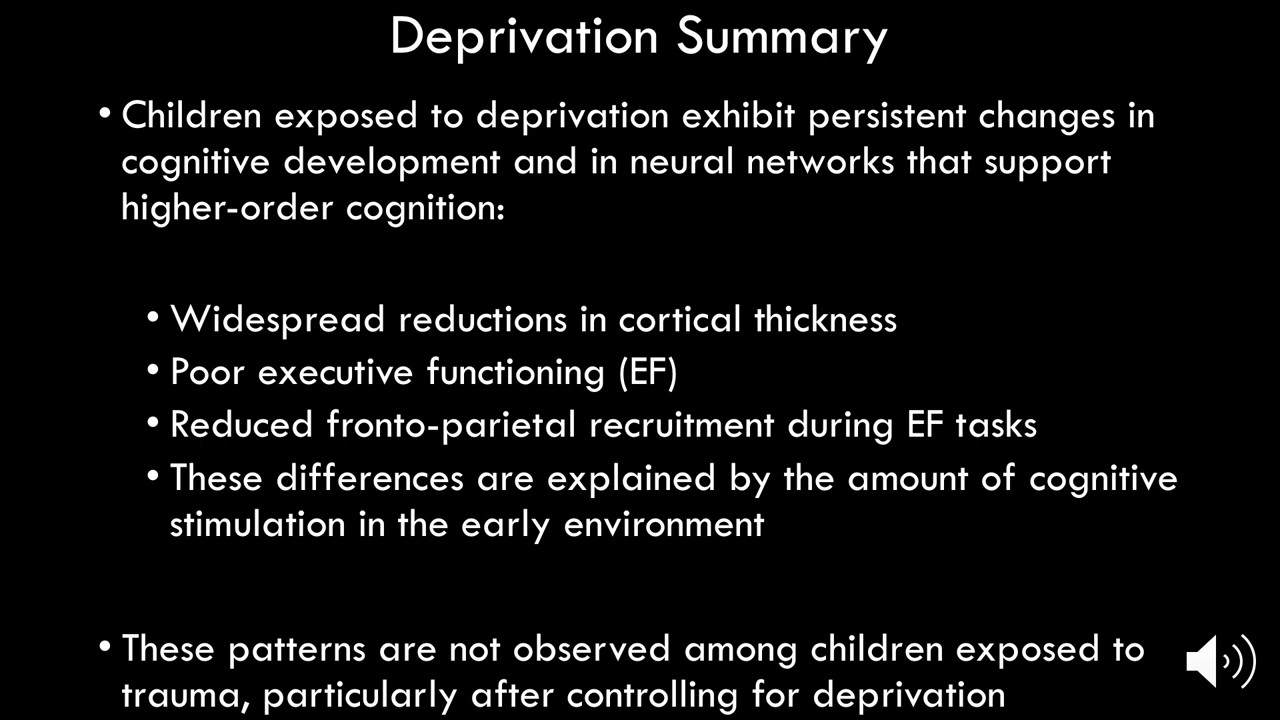 Deprivation Summary
• Children exposed to deprivation exhibit persistent changes in
cognitive development and in neural networks that support
higher-order cognition:
• Widespread reductions in cortical thickness
• Poor executive functioning (EF)
• Reduced fronto-parietal recruitment during EF tasks
• These differences are explained by the amount of cognitive
stimulation in the early environment
• These patterns are not observed among children exposed to
trauma, particularly after controlling for deprivation